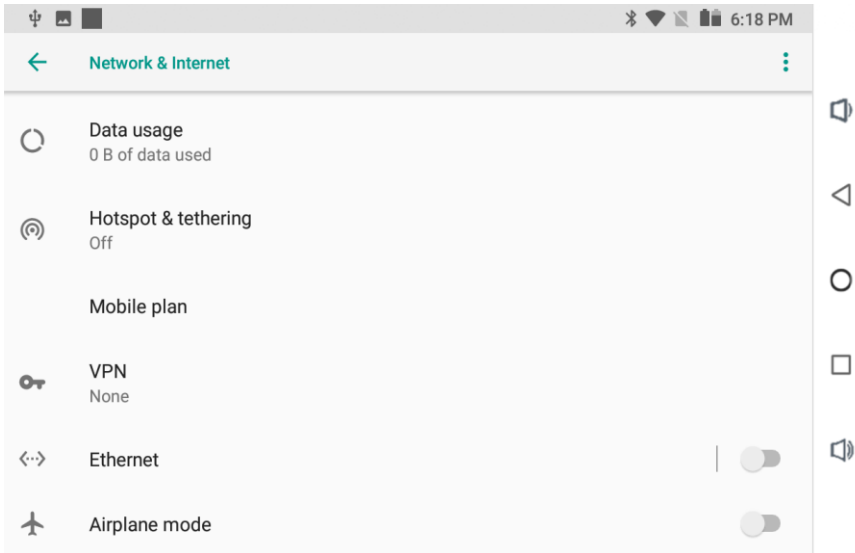 6:18 PM
Network & Internet
Data usage
0 B of data used
Hotspot & tethering
Off
Mobile plan
VPN
None
Ethernet
Airplane mode